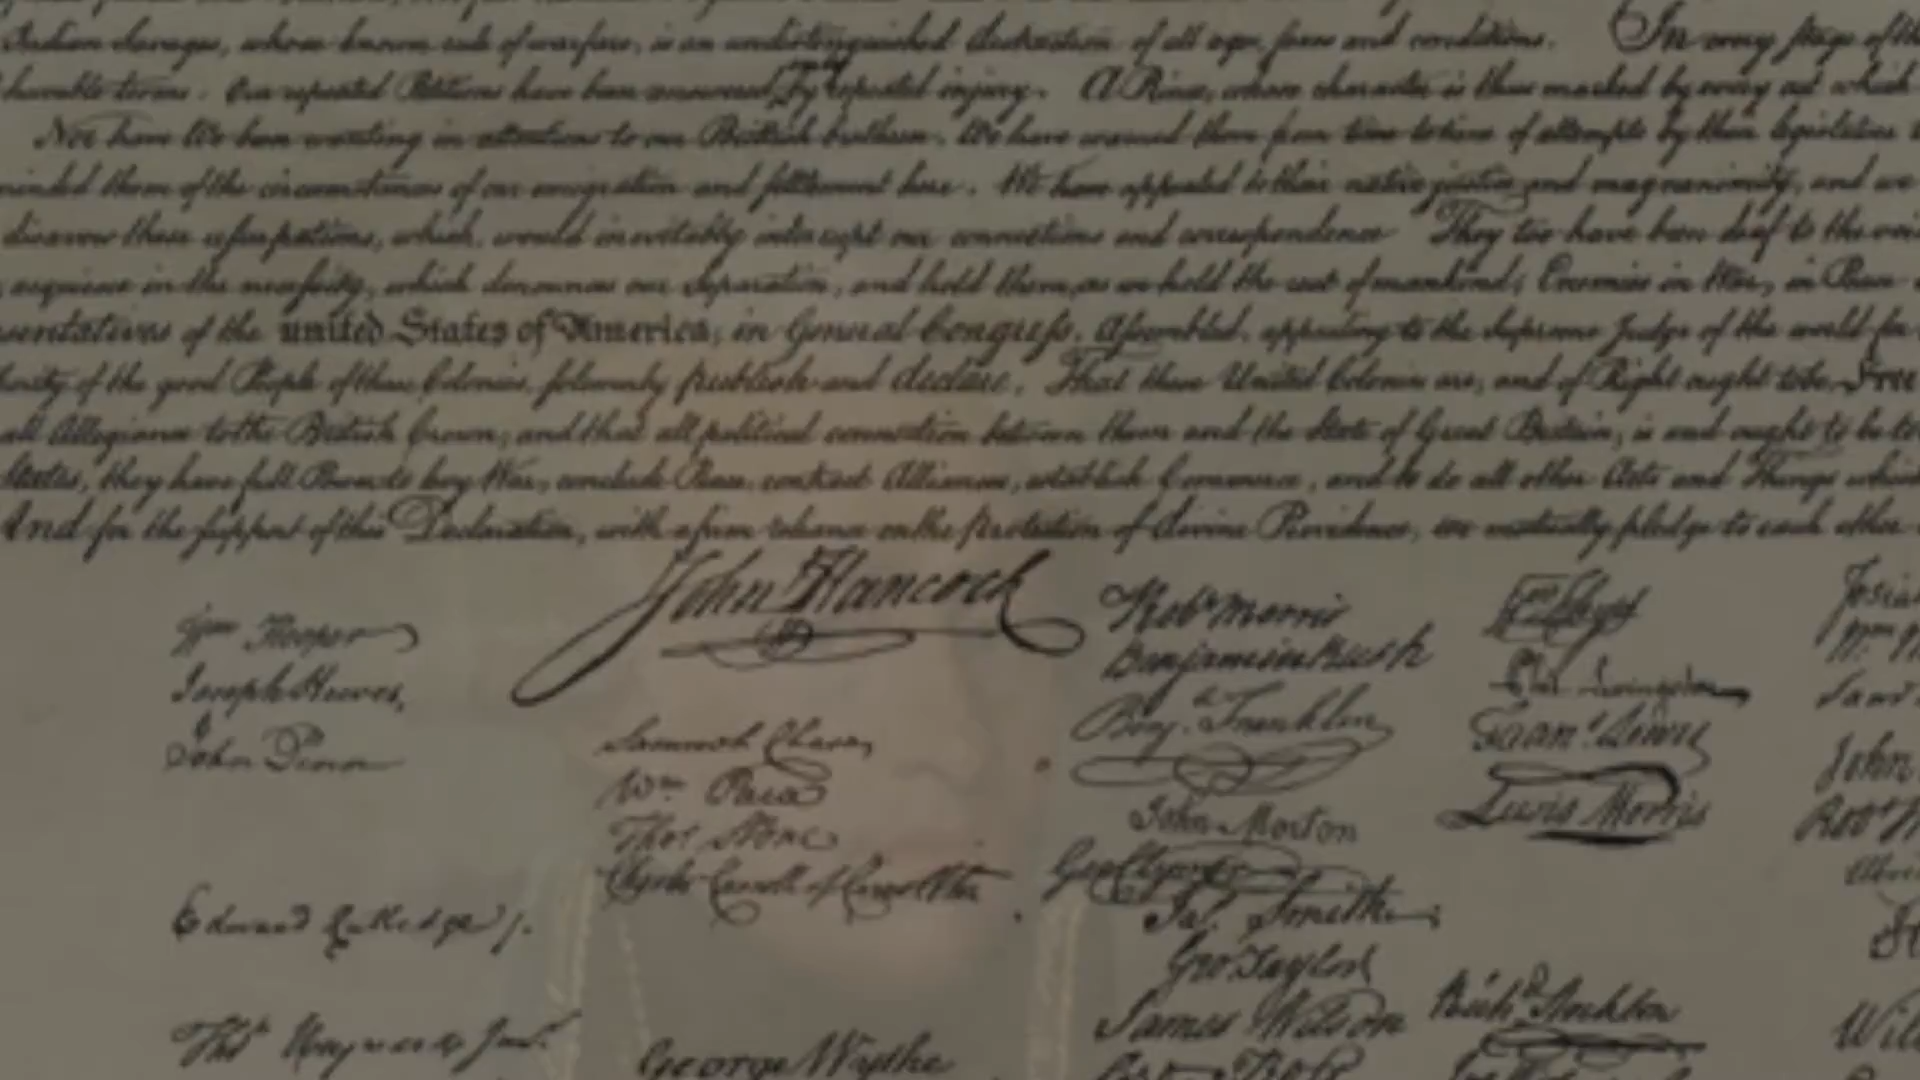 Indian Savages, whose known rule of warfare, is an undistinguished destruction of all ages, sexes and conditions. In every stage of the
humble terms. Our repeated Petitions have been answered only by repeated injury. A Prince, whose character is thus marked by every act which
Nor have We been wanting in attentions to our Brittish brethren. We have warned them from time to time of attempts by their legislature
them of the circumstances of our emigration and settlement here. We have appealed to their native justice and magnanimity, and we
disavow these usurpations, which, would inevitably interrupt our connections and correspondence They too have been deaf to the
acquiesce in the necessity, which denounces our Separation, and hold them, as we hold the rest of mankind, Enemies in War, in Peace
of the united States of America, in General Congress, Assembled, appealing to the Supreme Judge of the world for
of the good People of these Colonies, solemnly publish and declare, That these United Colonies are, and of Right ought to be Free
all Allegiance to the British Crown, and that all political connection between them and the State of Great Britain, is and ought to be
States, they have full Power to levy War, conclude Peace, contract Alliances, establish Commerce, and to do all other Acts and Things which
And for the support of this Declaration, with a firm reliance on the protection of divine Providence, we mutually pledge to each other
John Hancock
Wm Hooper
Joseph Hewes,
John Penn
Edward Rutledge /.
Thos Heyward Junr.
Samuel Chase
Wm Paca
Thos Stone
Charles Carroll of Carrollton
George Wythe
Robt Morris
Benjamin Rush
Benja. Franklin
John Morton
Geo Clymer
Jas. Smith
Geo Taylor
James Wilson
Wm Floyd
Phil. Livingston
Frans. Lewis
Lewis Morris
Richd Stockton
John